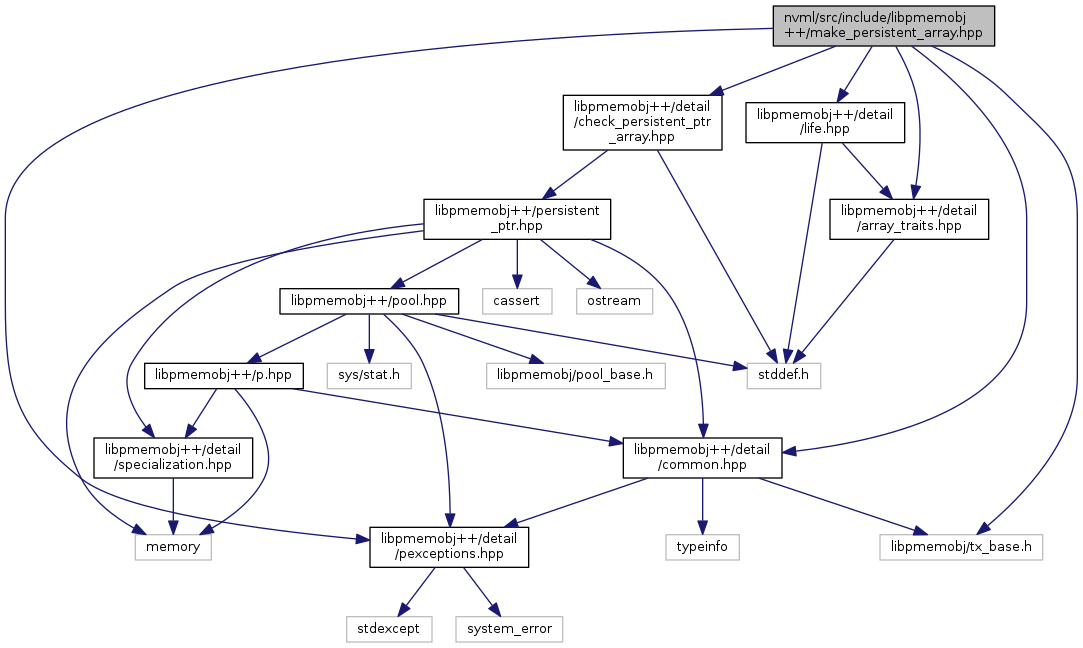 nvml/src/include/libpmemobj
++/make_persistent_array.hpp
libpmemobj++/detail
/check_persistent_ptr
_array.hpp
libpmemobj++/detail
/life.hpp
libpmemobj++/persistent
_ptr.hpp
libpmemobj++/detail
/array_traits.hpp
libpmemobj++/pool.hpp
cassert
ostream
libpmemobj++/p.hpp
sys/stat.h
libpmemobj/pool_base.h
stddef.h
libpmemobj++/detail
/specialization.hpp
libpmemobj++/detail
/common.hpp
memory
libpmemobj++/detail
/pexceptions.hpp
typeinfo
libpmemobj/tx_base.h
stdexcept
system_error